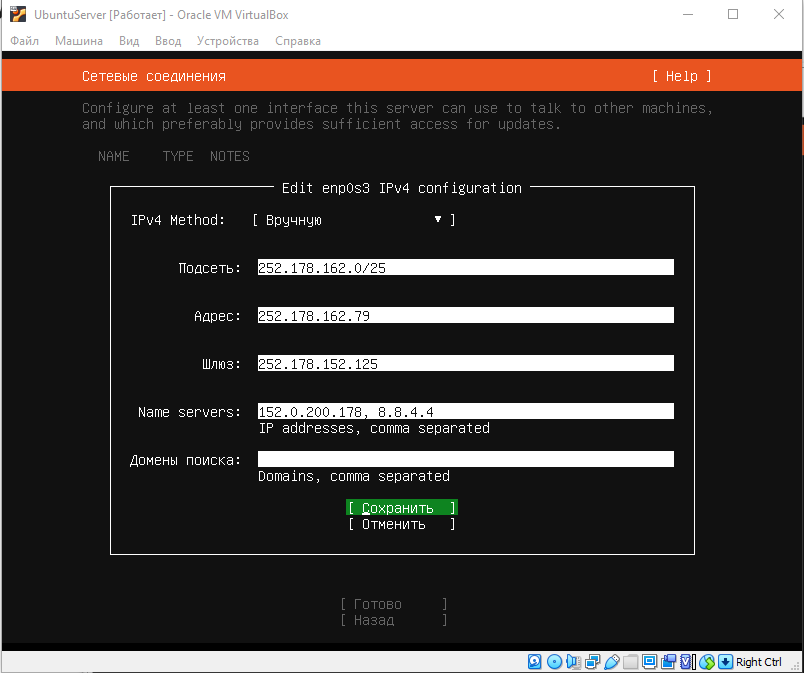 UbuntuServer [Работает] - Oracle VM VirtualBox
Файл Машина Вид Ввод Устройства Справка
Сетевые соединения [ Help ]
Configure at least one interface this server can use to talk to other machines,
and which preferably provides sufficient access for updates.
NAME TYPE NOTES
Edit enp0s3 IPv4 configuration
IPv4 Method: [ Вручную ▼ ]
Подсеть: 252.178.162.0/25
Адрес: 252.178.162.79
Шлюз: 252.178.152.125
Name servers: 152.0.200.178, 8.8.4.4
IP addresses, comma separated
Домены поиска:
Domains, comma separated
[ Сохранить ]
[ Отменить ]
[ Готово ]
[ Назад ]
Right Ctrl